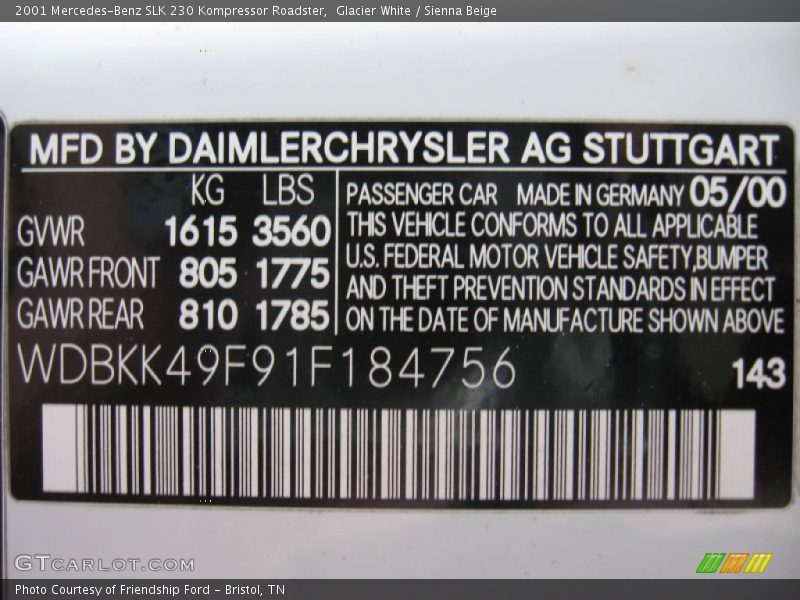 2001 Mercedes-Benz SLK 230 Kompressor Roadster, Glacier White / Sienna Beige
MFD BY DAIMLERCHRYSLER AG STUTTGART
KG LBS
GVWR 1615 3560
GAWR FRONT 805 1775
GAWR REAR 810 1785
PASSENGER CAR MADE IN GERMANY 05/00
THIS VEHICLE CONFORMS TO ALL APPLICABLE
U.S. FEDERAL MOTOR VEHICLE SAFETY,BUMPER
AND THEFT PREVENTION STANDARDS IN EFFECT
ON THE DATE OF MANUFACTURE SHOWN ABOVE
WDBKK49F91F184756
143
GTCARLOT.COM
Photo Courtesy of Friendship Ford - Bristol, TN